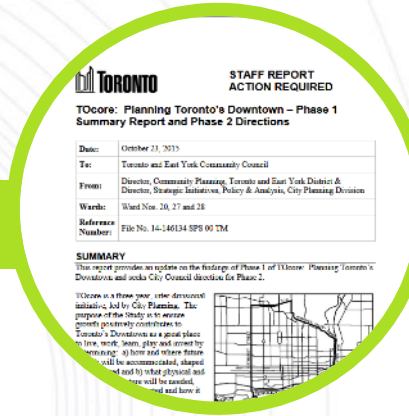 TORONTO
STAFF REPORT
ACTION REQUIRED
TOcore: Planning Toronto's Downtown – Phase 1
Summary Report and Phase 2 Directions
Date: October 23, 2015
To: Toronto and East York Community Council
From: Director, Community Planning, Toronto and East York District &
Director, Strategic Initiatives, Policy & Analysis, City Planning Division
Wards: Ward Nos. 20, 27 and 28
Reference
Number: File No. 14-146134 SPS 00 TM
SUMMARY
This report provides an update on the findings of Phase 1 of TOcore: Planning Toronto's
Downtown and seeks City Council direction for Phase 2.
TOcore is a three year, inter-divisional
initiative, led by City Planning. The
purpose of the Study is to ensure
growth positively contributes to
Toronto's Downtown as a great place
to live, work, learn, play and invest by
a) how and where future
will be accommodated, shaped
and b) what physical and
will be needed,
and how it